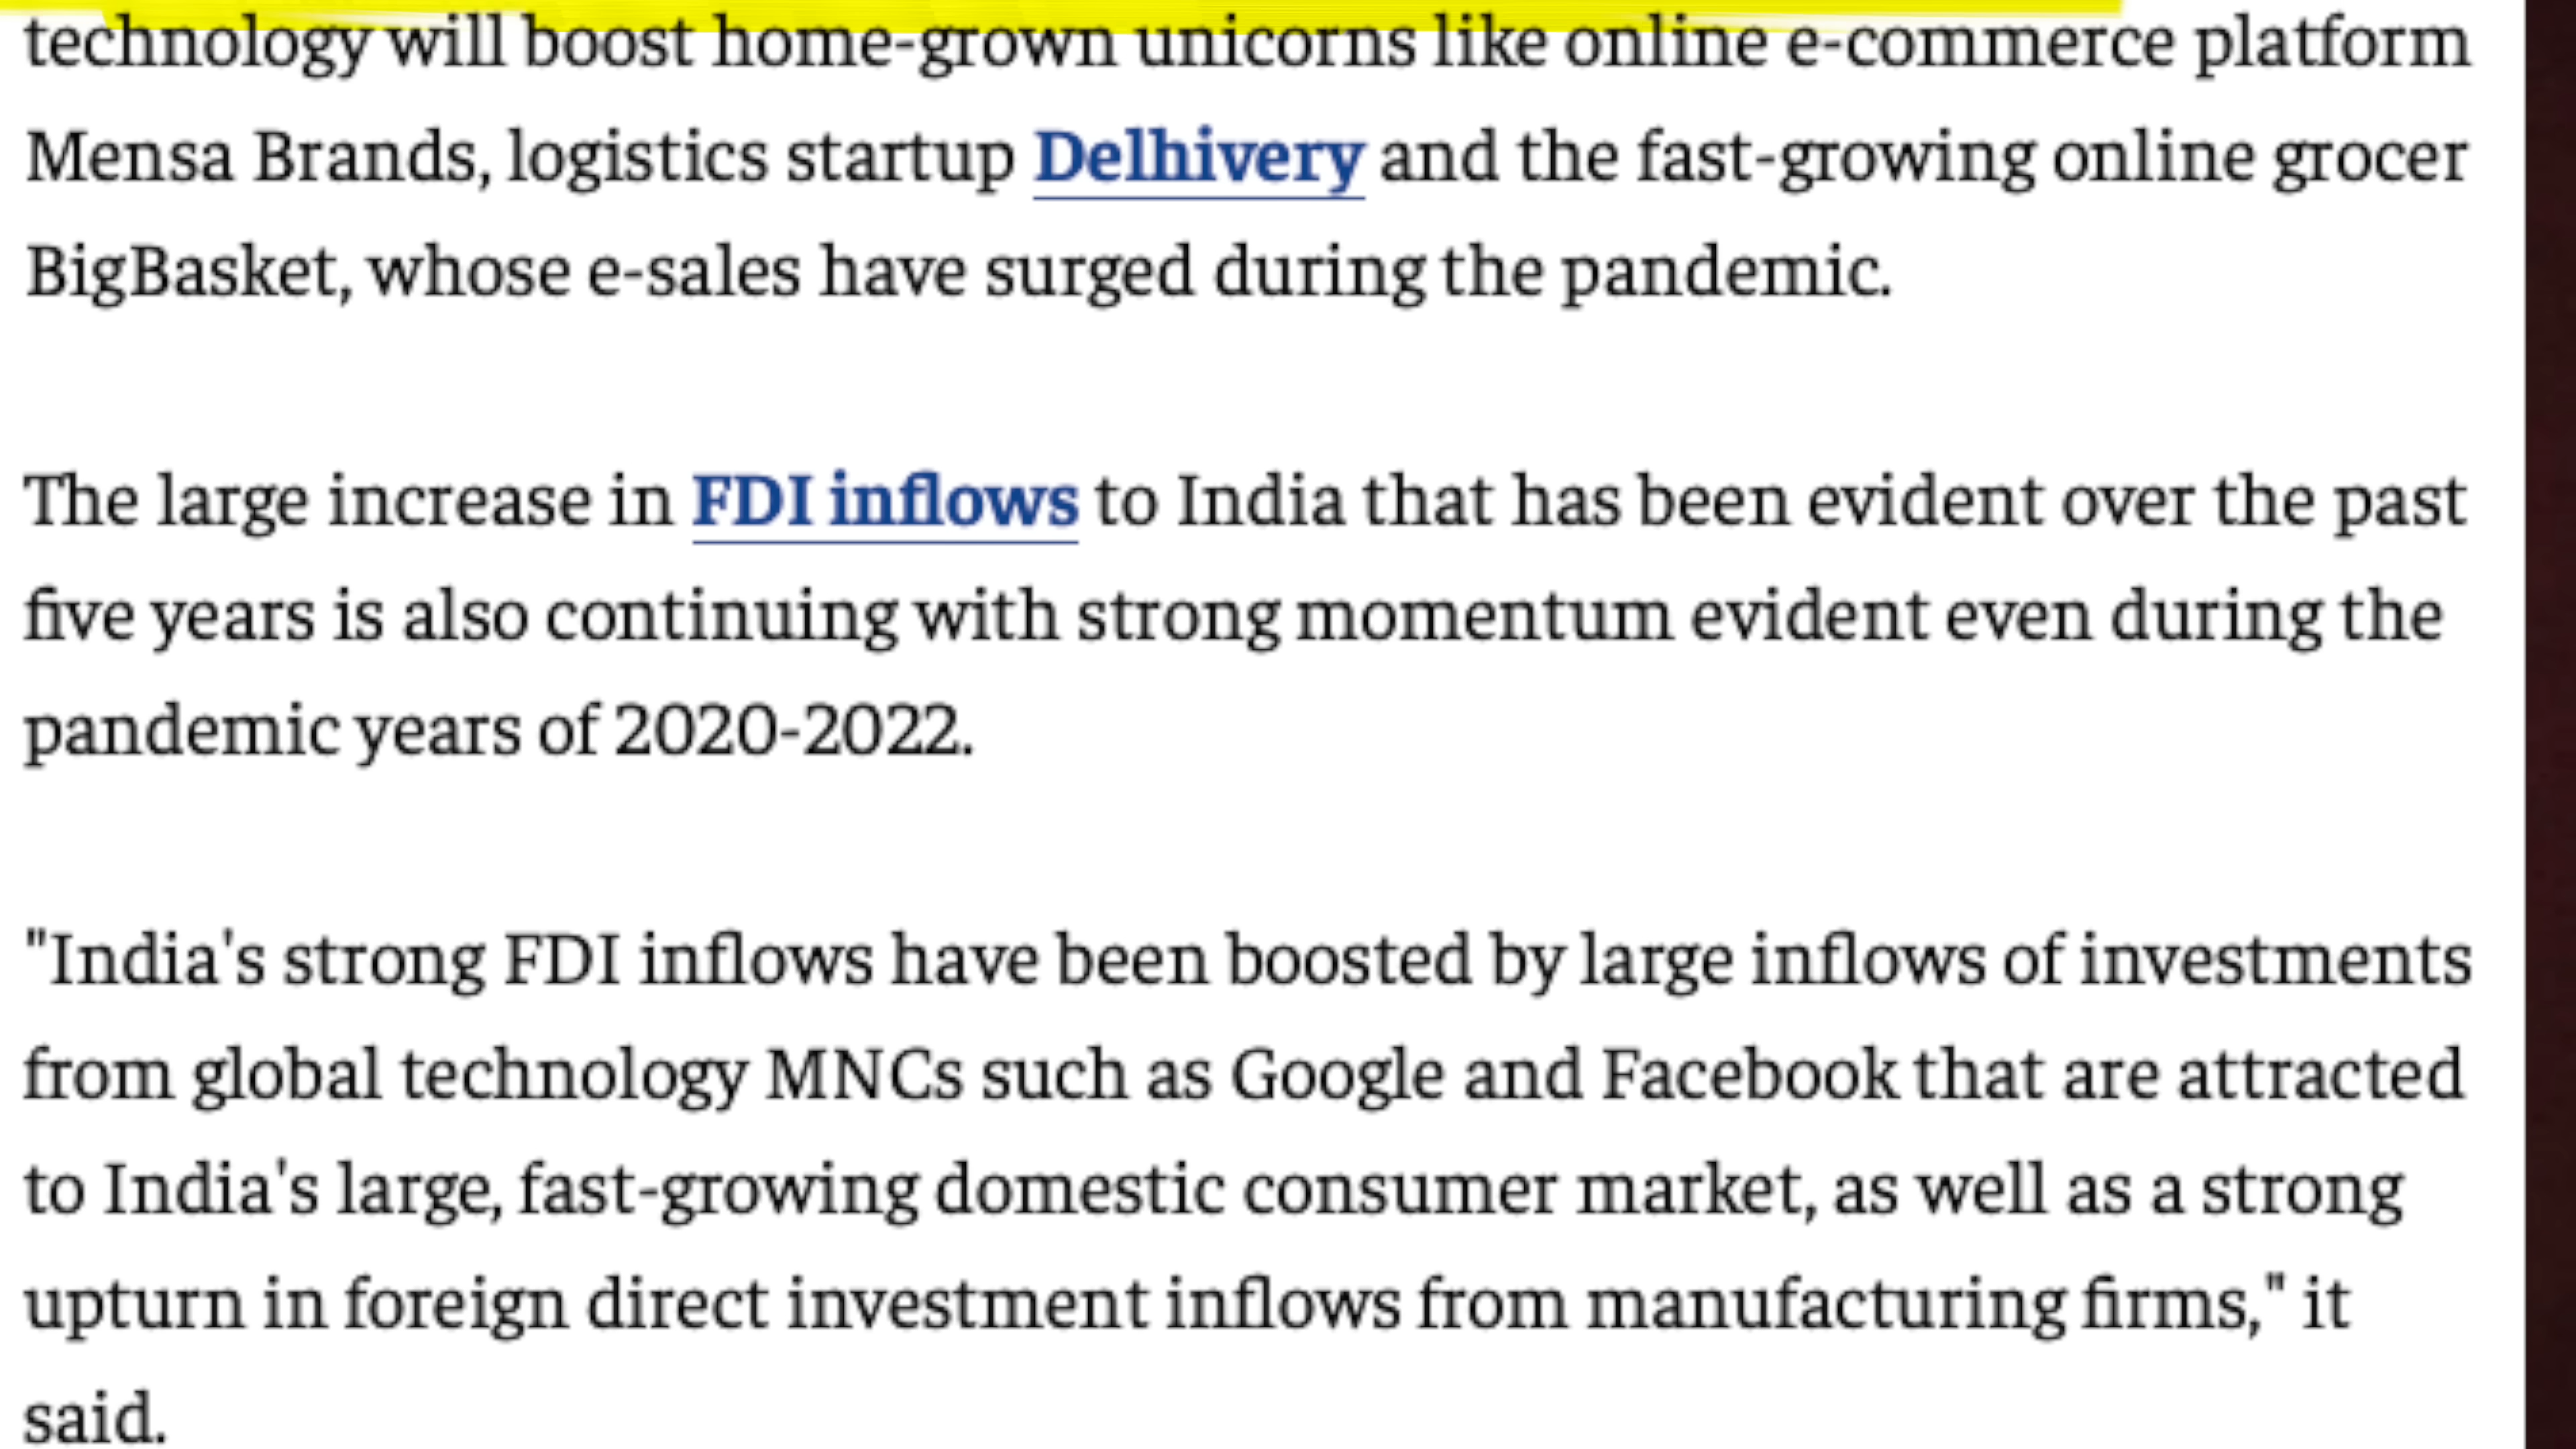 technology will boost home-grown unicorns like online e-commerce platform
Mensa Brands, logistics startup Delhivery and the fast-growing online grocer
BigBasket, whose e-sales have surged during the pandemic.
The large increase in FDI inflows to India that has been evident over the past
five years is also continuing with strong momentum evident even during the
pandemic years of 2020-2022.
"India's strong FDI inflows have been boosted by large inflows of investments
from global technology MNCs such as Google and Facebook that are attracted
to India's large, fast-growing domestic consumer market, as well as a strong
upturn in foreign direct investment inflows from manufacturing firms," it
said.